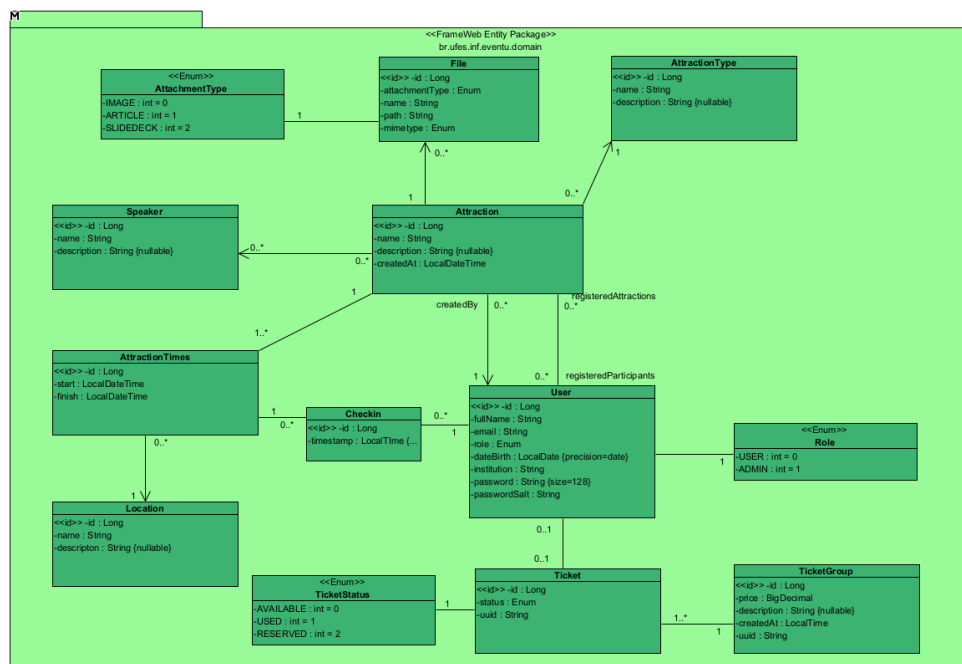 M
<<FrameWeb Entity Package>>
br.ufes.inf.eventu.domain
<<Enum>>
AttachmentType
-IMAGE : int = 0
-ARTICLE : int = 1
-SLIDEDECK : int = 2
1
File
<<id>> -id : Long
-attachmentType : Enum
-name : String
-path : String
-mimetype : Enum
0..*
1
AttractionType
<<id>> -id : Long
-name : String
-description : String {nullable}
1
0..*
Speaker
<<id>> -id : Long
-name : String
-description : String {nullable}
0..*
0..*
Attraction
<<id>> -id : Long
-name : String
-description : String {nullable}
-createdAt : LocalDateTime
1
1..*
createdBy
0..*
1
registeredAttractions
0..*
registeredParticipants
0..*
AttractionTimes
<<id>> -id : Long
-start : LocalDateTime
-finish : LocalDateTime
1
0..*
Checkin
<<id>> -id : Long
-timestamp : LocalTIme {...
0..*
1
User
<<id>> -id : Long
-fullName : String
-email : String
-role : Enum
-dateBirth : LocalDate {precision=date}
-institution : String
-password : String {size=128}
-passwordSalt : String
1
<<Enum>>
Role
-USER : int = 0
-ADMIN : int = 1
0..*
1
Location
<<id>> -id : Long
-name : String
-descripton : String {nullable}
0..1
0..1
<<Enum>>
TicketStatus
-AVAILABLE : int = 0
-USED : int = 1
-RESERVED : int = 2
1
Ticket
<<id>> -id : Long
-status : Enum
-uuid : String
1..*
1
TicketGroup
<<id>> -id : Long
-price : BigDecimal
-description : String {nullable}
-createdAt : LocalTime
-uuid : String